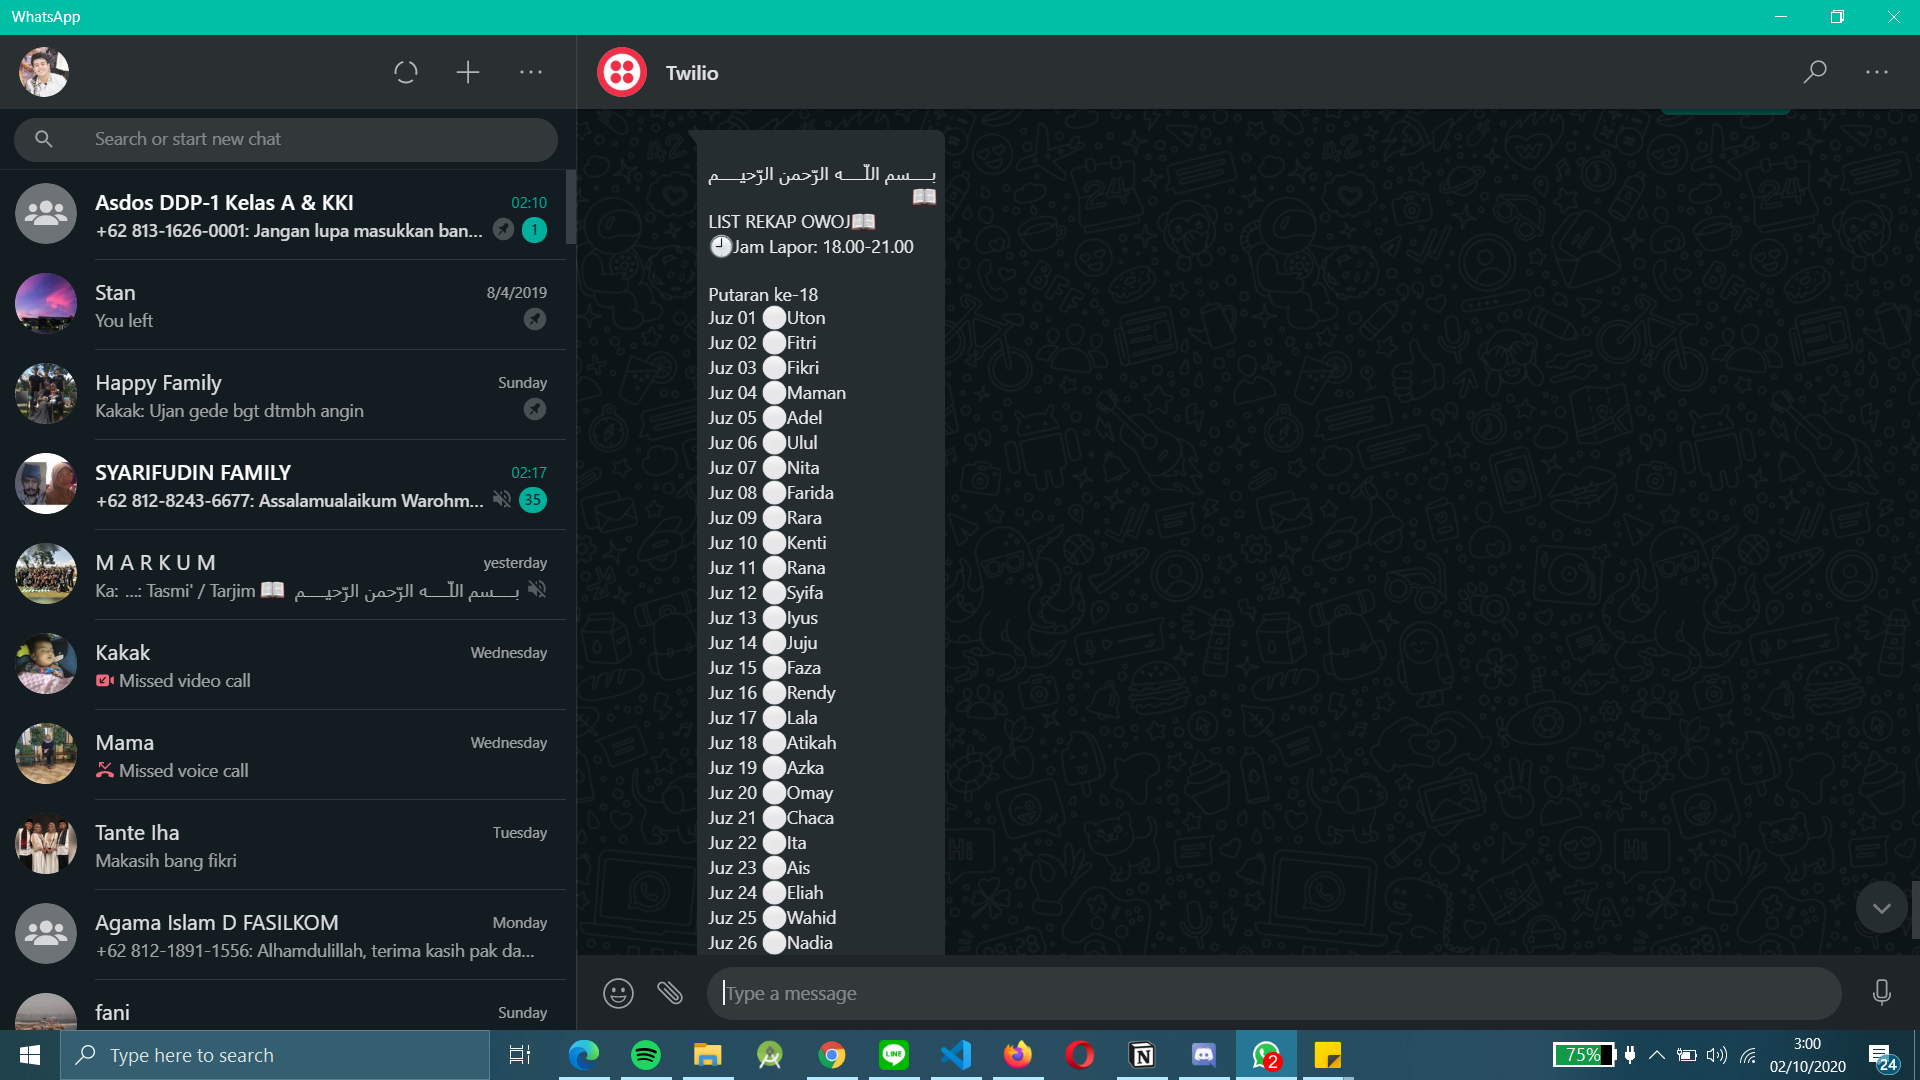 WhatsApp
Search or start new chat
Asdos DDP-1 Kelas A & KKI
02:10
+62 813-1626-0001: Jangan lupa masukkan ban...
1
Stan
8/4/2019
You left
Happy Family
Sunday
Kakak: Ujan gede bgt dtmbh angin
SYARIFUDIN FAMILY
02:17
+62 812-8243-6677: Assalamualaikum Warohm...
35
M A R K U M
yesterday
Ka: ...: Tasmi' / Tarjim 📖 بـــــسم اللّـــــه الرّحمن الرّحيـــــم
Kakak
Wednesday
Missed video call
Mama
Wednesday
Missed voice call
Tante Iha
Tuesday
Makasih bang fikri
Agama Islam D FASILKOM
Monday
+62 812-1891-1556: Alhamdulillah, terima kasih pak da...
fani
Sunday
Twilio
بـــــسم اللّـــــه الرّحمن الرّحيـــــم
📖
LIST REKAP OWOJ📖
🕘Jam Lapor: 18.00-21.00
Putaran ke-18
Juz 01 ⚪Uton
Juz 02 ⚪Fitri
Juz 03 ⚪Fikri
Juz 04 ⚪Maman
Juz 05 ⚪Adel
Juz 06 ⚪Ulul
Juz 07 ⚪Nita
Juz 08 ⚪Farida
Juz 09 ⚪Rara
Juz 10 ⚪Kenti
Juz 11 ⚪Rana
Juz 12 ⚪Syifa
Juz 13 ⚪Iyus
Juz 14 ⚪Juju
Juz 15 ⚪Faza
Juz 16 ⚪Rendy
Juz 17 ⚪Lala
Juz 18 ⚪Atikah
Juz 19 ⚪Azka
Juz 20 ⚪Omay
Juz 21 ⚪Chaca
Juz 22 ⚪Ita
Juz 23 ⚪Ais
Juz 24 ⚪Eliah
Juz 25 ⚪Wahid
Juz 26 ⚪Nadia
Type a message
Type here to search
LINE
2
75%
3:00
02/10/2020
24